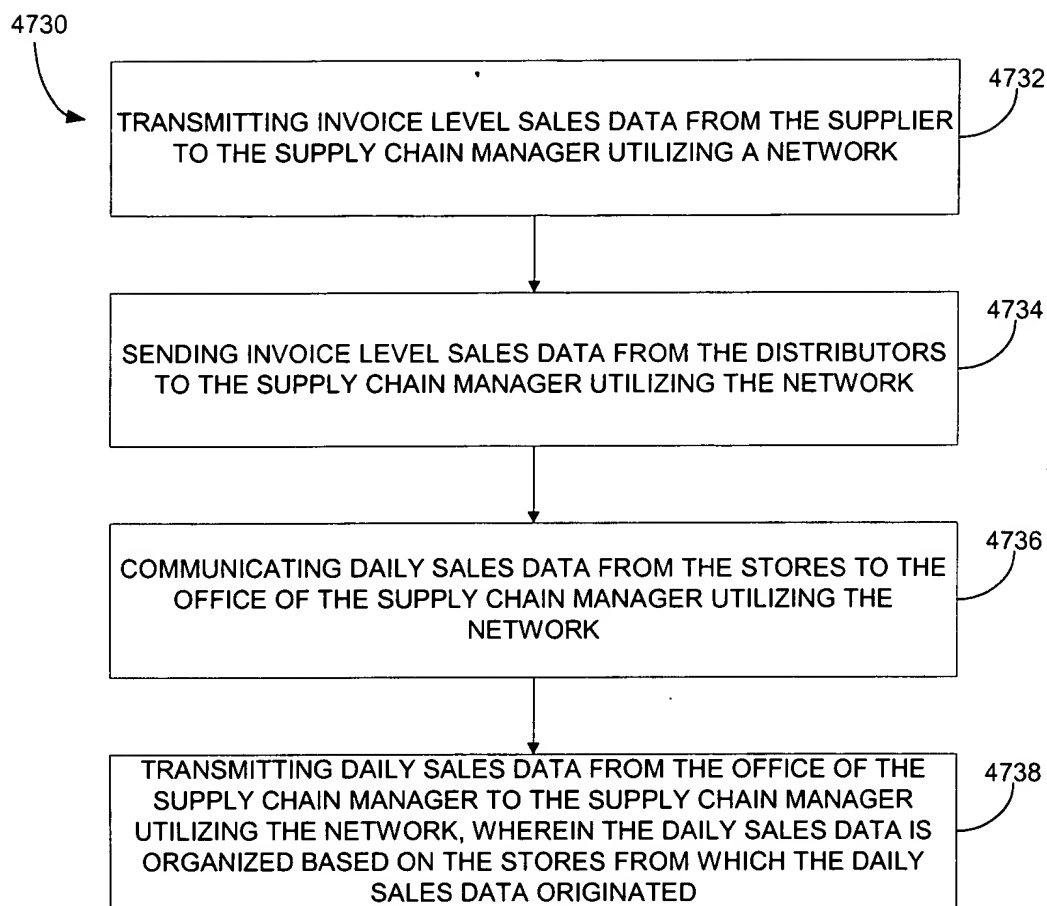 4730
4732
TRANSMITTING INVOICE LEVEL SALES DATA FROM THE SUPPLIER
TO THE SUPPLY CHAIN MANAGER UTILIZING A NETWORK
4734
SENDING INVOICE LEVEL SALES DATA FROM THE DISTRIBUTORS
TO THE SUPPLY CHAIN MANAGER UTILIZING THE NETWORK
4736
COMMUNICATING DAILY SALES DATA FROM THE STORES TO THE
OFFICE OF THE SUPPLY CHAIN MANAGER UTILIZING THE
NETWORK
4738
TRANSMITTING DAILY SALES DATA FROM THE OFFICE OF THE
SUPPLY CHAIN MANAGER TO THE SUPPLY CHAIN MANAGER
UTILIZING THE NETWORK, WHEREIN THE DAILY SALES DATA IS
ORGANIZED BASED ON THE STORES FROM WHICH THE DAILY
SALES DATA ORIGINATED